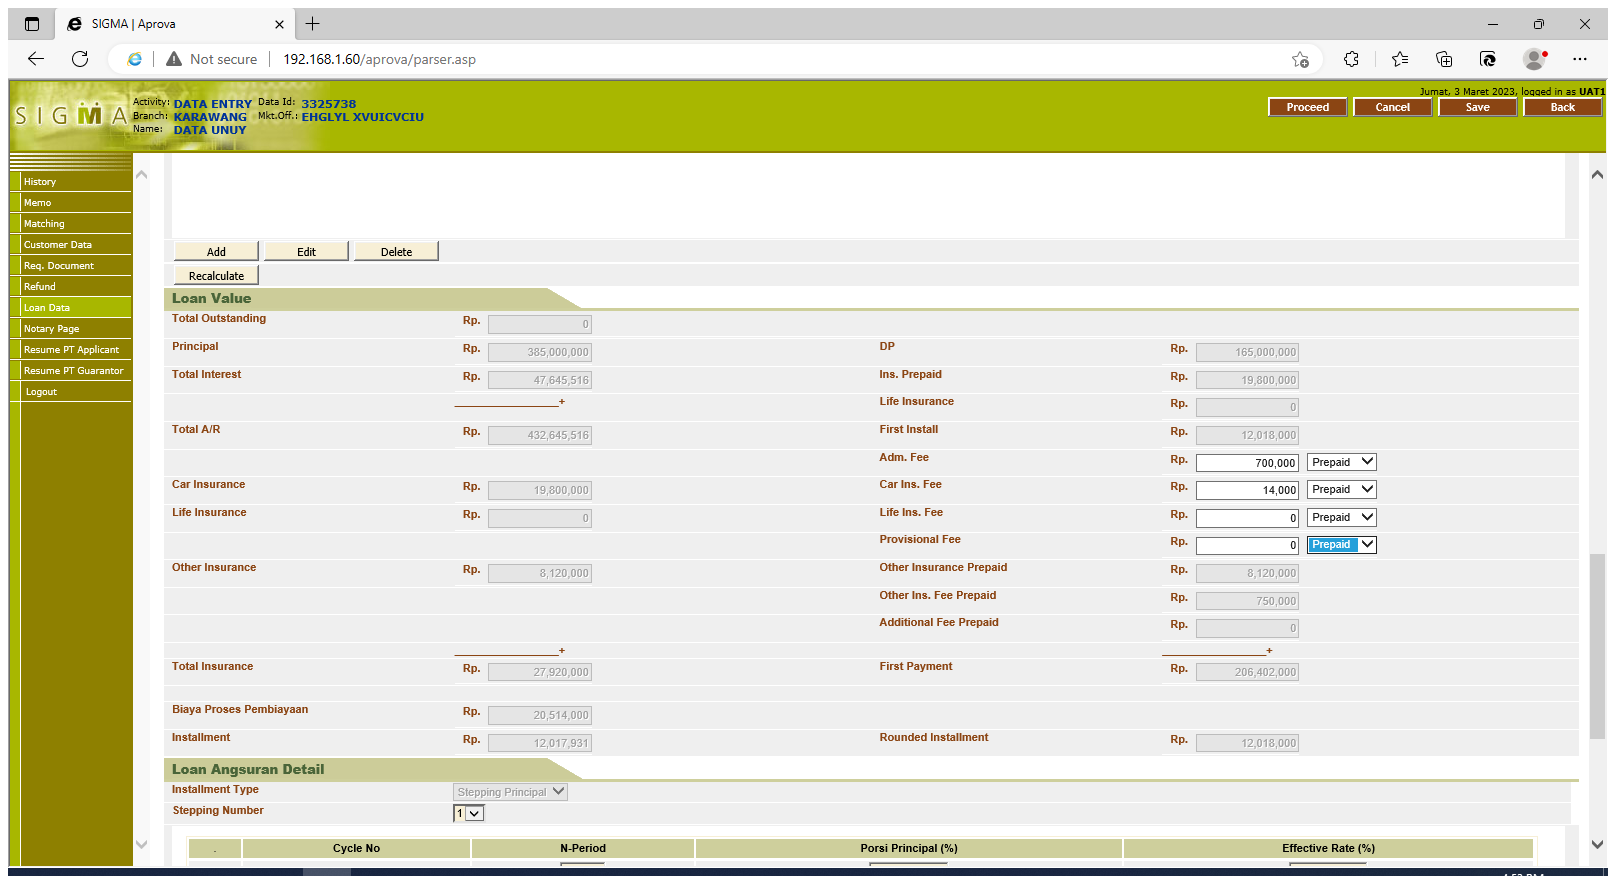 SIGMA | Aprova
Not secure
192.168.1.60/aprova/parser.asp
Jumat, 3 Maret 2023, logged in as UAT1
SIGMA
Activity: DATA ENTRY Data Id: 3325738
Branch: KARAWANG Mkt.Off.: EHGLYL XVUICVCIU
Name: DATA UNUY
Proceed Cancel Save Back
History
Memo
Matching
Customer Data
Req. Document
Refund
Loan Data
Notary Page
Resume PT Applicant
Resume PT Guarantor
Logout
Add Edit Delete
Recalculate
Loan Value
Total Outstanding Rp. 0
Principal Rp. 385,000,000 DP Rp. 165,000,000
Total Interest Rp. 47,645,516 Ins. Prepaid Rp. 19,800,000
+ Life Insurance Rp. 0
Total A/R Rp. 432,645,516 First Install Rp. 12,018,000
Adm. Fee Rp. 700,000 Prepaid
Car Insurance Rp. 19,800,000 Car Ins. Fee Rp. 14,000 Prepaid
Life Insurance Rp. 0 Life Ins. Fee Rp. 0 Prepaid
Provisional Fee Rp. 0 Prepaid
Other Insurance Rp. 8,120,000 Other Insurance Prepaid Rp. 8,120,000
Other Ins. Fee Prepaid Rp. 750,000
Additional Fee Prepaid Rp. 0
+ +
Total Insurance Rp. 27,920,000 First Payment Rp. 206,402,000
Biaya Proses Pembiayaan Rp. 20,514,000
Installment Rp. 12,017,931 Rounded Installment Rp. 12,018,000
Loan Angsuran Detail
Installment Type Stepping Principal
Stepping Number 1
. Cycle No N-Period Porsi Principal (%) Effective Rate (%)